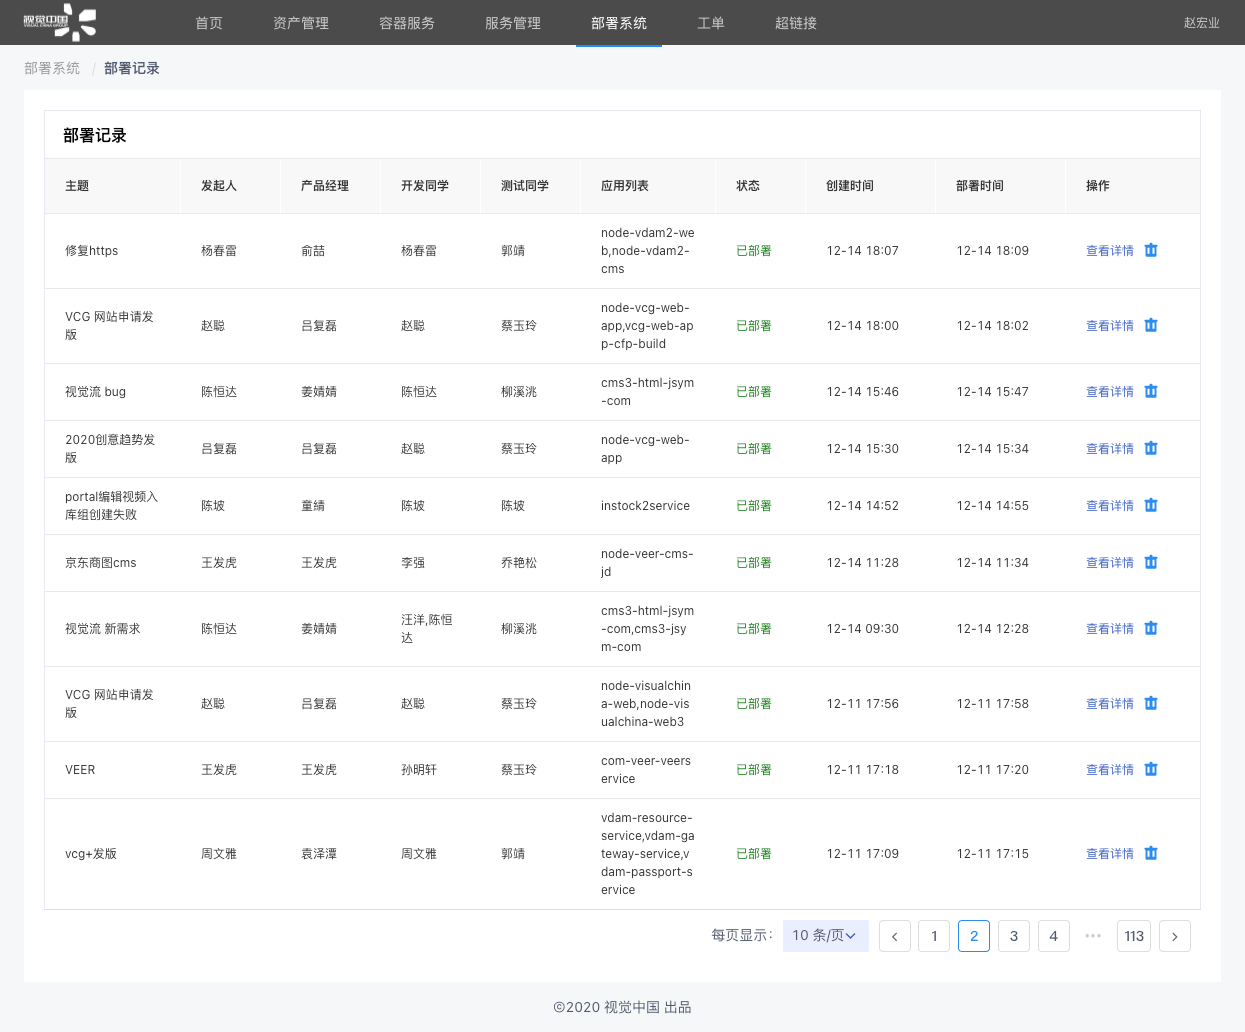 视觉中国
VISUAL CHINA GROUP
首页 资产管理 容器服务 服务管理 部署系统 工单 超链接 赵宏业
部署系统 / 部署记录
部署记录
主题 发起人 产品经理 开发同学 测试同学 应用列表 状态 创建时间 部署时间 操作
node-vdam2-we
修复https 杨春雷 俞喆 杨春雷 郭靖 b,node-vdam2- 已部署 12-14 18:07 12-14 18:09 查看详情
cms
node-vcg-web-
VCG 网站申请发
版
赵聪 吕复磊 赵聪 蔡玉玲 app,vcg-web-ap 已部署 12-14 18:00 12-14 18:02 查看详情
p-cfp-build
cms3-html-jsym
视觉流 bug 陈恒达 姜婧婧 陈恒达 柳溪洮 已部署 12-14 15:46 12-14 15:47 查看详情
-com
2020创意趋势发 node-vcg-web-
吕复磊 吕复磊 赵聪 蔡玉玲 已部署 12-14 15:30 12-14 15:34 查看详情
版 app
portal编辑视频入
陈坡 童綪 陈坡 陈坡 instock2service 已部署 12-14 14:52 12-14 14:55 查看详情
库组创建失败
node-veer-cms-
京东商图cms 王发虎 王发虎 李强 乔艳松 已部署 12-14 11:28 12-14 11:34 查看详情
jd
cms3-html-jsym
汪洋,陈恒
达
视觉流 新需求 陈恒达 姜婧婧 柳溪洮 -com,cms3-jsy 已部署 12-14 09:30 12-14 12:28 查看详情
m-com
node-visualchin
VCG 网站申请发
版
赵聪 吕复磊 赵聪 蔡玉玲 a-web,node-vis 已部署 12-11 17:56 12-11 17:58 查看详情
ualchina-web3
com-veer-veers
VEER 王发虎 王发虎 孙明轩 蔡玉玲 已部署 12-11 17:18 12-11 17:20 查看详情
ervice
vdam-resource-
service,vdam-ga
vcg+发版 周文雅 袁泽潭 周文雅 郭靖 teway-service,v 已部署 12-11 17:09 12-11 17:15 查看详情
dam-passport-s
ervice
每页显示： 10 条/页 < 1 2 3 4 ••• 113 >
©2020 视觉中国 出品